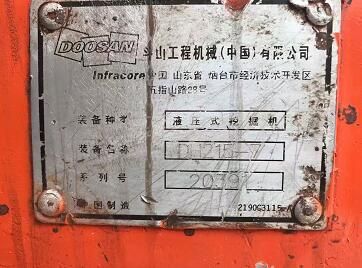 DOOSAN 斗山工程机械(中国)有限公司
Infracore 中国 山东省 烟台市经济技术开发区
五指山路28号
装备种类 液压式挖掘机
装备名称 DH215-7
系列号 20391
中国制造 219003115-A